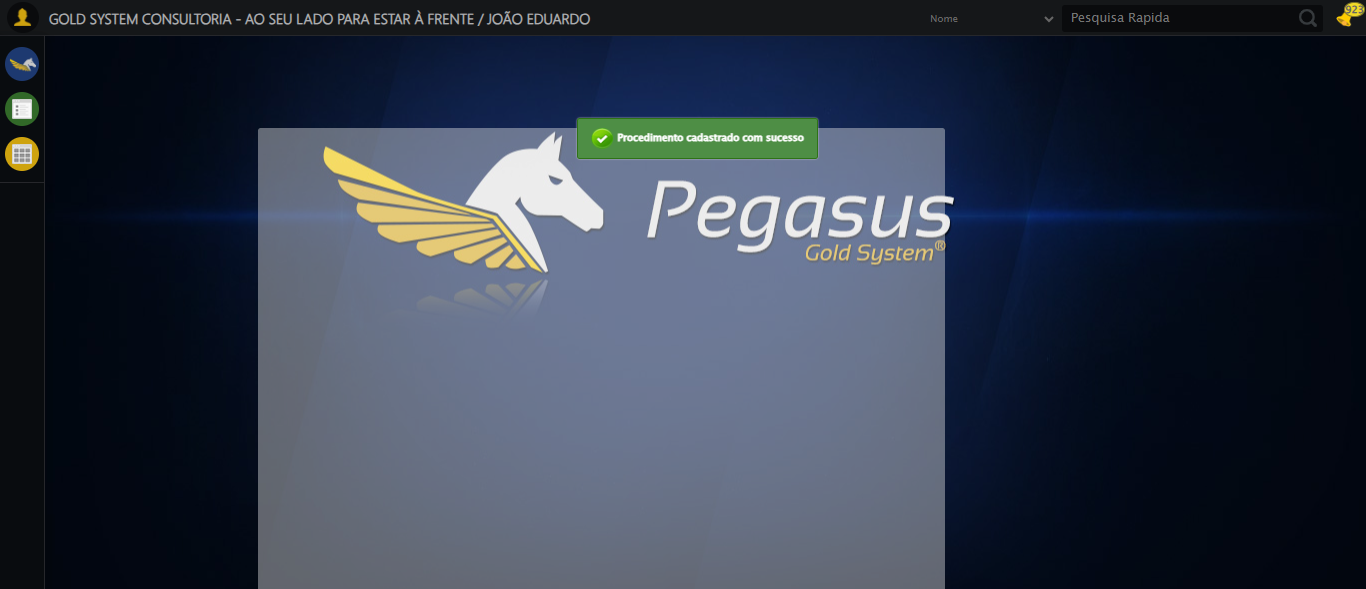 GOLD SYSTEM CONSULTORIA - AO SEU LADO PARA ESTAR À FRENTE / JOÃO EDUARDO
Nome
Pesquisa Rapida
923
Procedimento cadastrado com sucesso
Pegasus
Gold System®